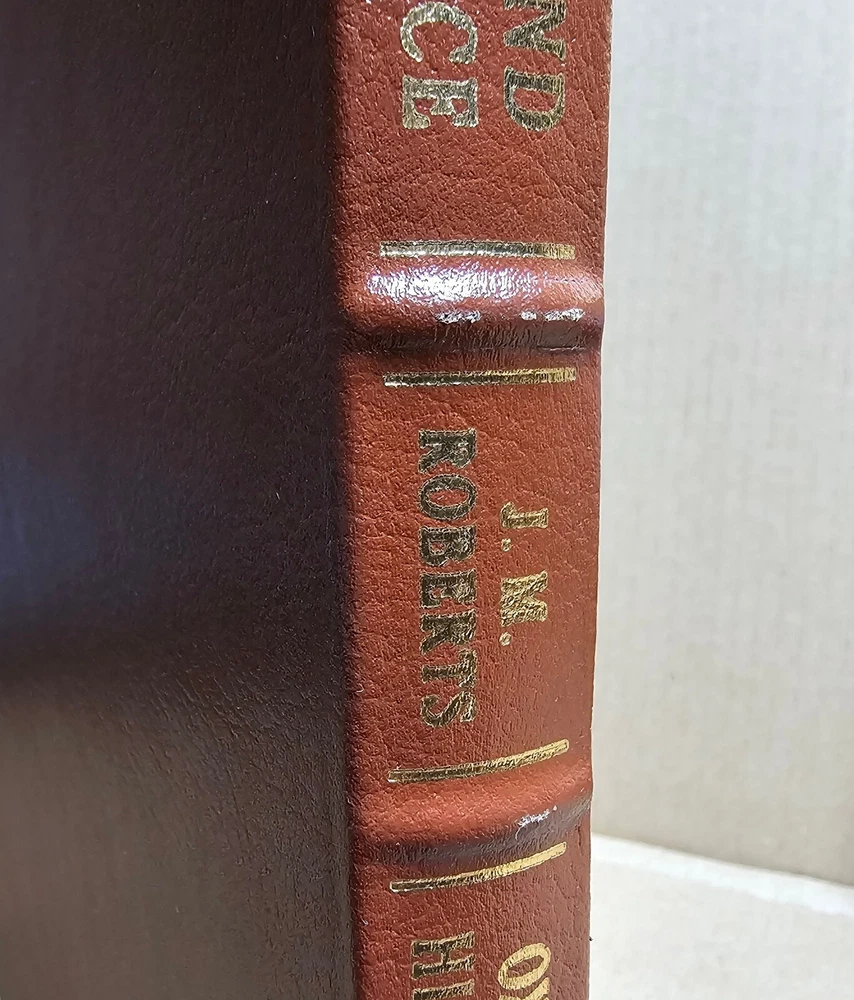 ND
CE
J. M.
ROBERTS